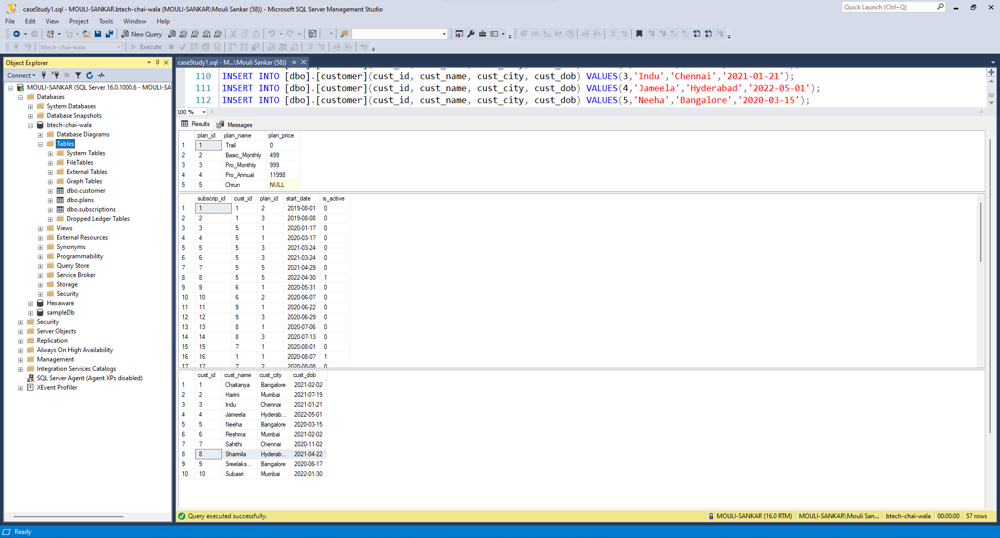 caseStudy1.sql - MOULI-SANKAR.btech-chai-wala (MOULI-SANKAR\Mouli Sankar (58)) - Microsoft SQL Server Management Studio
Quick Launch (Ctrl+Q)
File Edit View Project Tools Window Help
New Query MDX DMX XMLA DAX
btech-chai-wala Execute
Object Explorer
Connect
MOULI-SANKAR (SQL Server 16.0.1000.6 - MOULI-SA
Databases
System Databases
Database Snapshots
btech-chai-wala
Database Diagrams
Tables
System Tables
FileTables
External Tables
Graph Tables
dbo.customer
dbo.plans
dbo.subscriptions
Dropped Ledger Tables
Views
External Resources
Synonyms
Programmability
Query Store
Service Broker
Storage
Security
Hexaware
sampleDb
Security
Server Objects
Replication
Always On High Availability
Management
Integration Services Catalogs
SQL Server Agent (Agent XPs disabled)
XEvent Profiler
caseStudy1.sql - M...\Mouli Sankar (58))
110 INSERT INTO [dbo].[customer](cust_id, cust_name, cust_city, cust_dob) VALUES(3,'Indu','Chennai','2021-01-21');
111 INSERT INTO [dbo].[customer](cust_id, cust_name, cust_city, cust_dob) VALUES(4,'Jameela','Hyderabad','2022-05-01');
112 INSERT INTO [dbo].[customer](cust_id, cust_name, cust_city, cust_dob) VALUES(5,'Neeha','Bangalore','2020-03-15');
100 %
Results Messages
plan_id plan_name plan_price
1 1 Trail 0
2 2 Basic_Monthly 499
3 3 Pro_Monthly 999
4 4 Pro_Annual 11998
5 5 Chrun NULL
subscrip_id cust_id plan_id start_date is_active
1 1 1 2 2019-08-01 0
2 2 1 3 2019-08-08 0
3 3 5 1 2020-01-17 0
4 4 5 1 2020-03-17 0
5 5 5 3 2021-03-24 0
6 6 5 3 2021-03-24 0
7 7 5 5 2021-04-29 0
8 8 5 5 2022-04-30 1
9 9 6 1 2020-05-31 0
10 10 6 2 2020-06-07 0
11 11 9 1 2020-06-22 0
12 12 9 3 2020-06-29 0
13 13 8 1 2020-07-06 0
14 14 8 3 2020-07-13 0
15 15 7 1 2020-08-01 0
16 16 1 1 2020-08-07 1
17 17 7 2 2020-08-08 0
cust_id cust_name cust_city cust_dob
1 1 Chaitanya Bangalore 2021-02-02
2 2 Harini Mumbai 2021-07-19
3 3 Indu Chennai 2021-01-21
4 4 Jameela Hyderab... 2022-05-01
5 5 Neeha Bangalore 2020-03-15
6 6 Reshma Mumbai 2021-02-02
7 7 Sahithi Chennai 2020-11-02
8 8 Sharmila Hyderab... 2021-04-22
9 9 Sreelaks... Bangalore 2020-06-17
10 10 Subasri Mumbai 2022-01-30
Query executed successfully. MOULI-SANKAR (16.0 RTM) MOULI-SANKAR\Mouli San... btech-chai-wala 00:00:00 57 rows
Ready